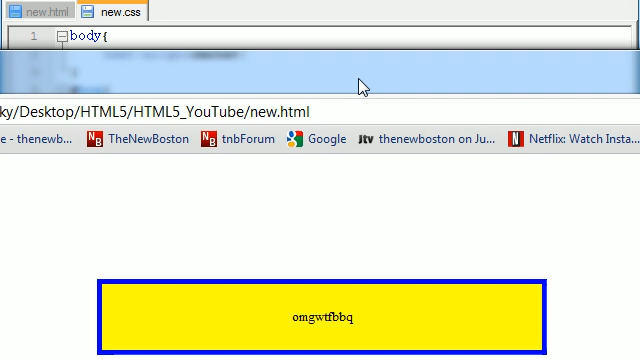 new.html new.css
1 body{
ky/Desktop/HTML5/HTML5_YouTube/new.html
e - thenewb... TheNewBoston tnbForum Google Jtv thenewboston on Ju... Netflix: Watch Insta...
omgwtfbbq